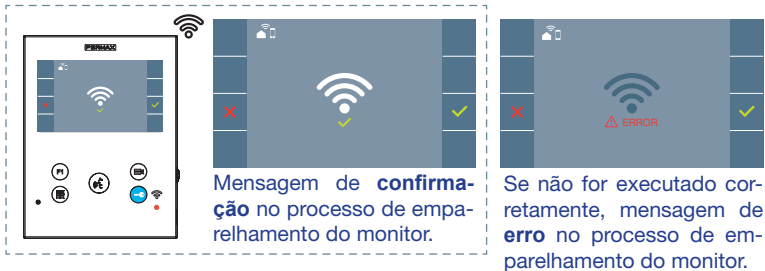 FERMAX
F1
ERROR
Mensagem de confirma-
ção no processo de empa-
relhamento do monitor.
Se não for executado cor-
retamente, mensagem de
erro no processo de em-
parelhamento do monitor.